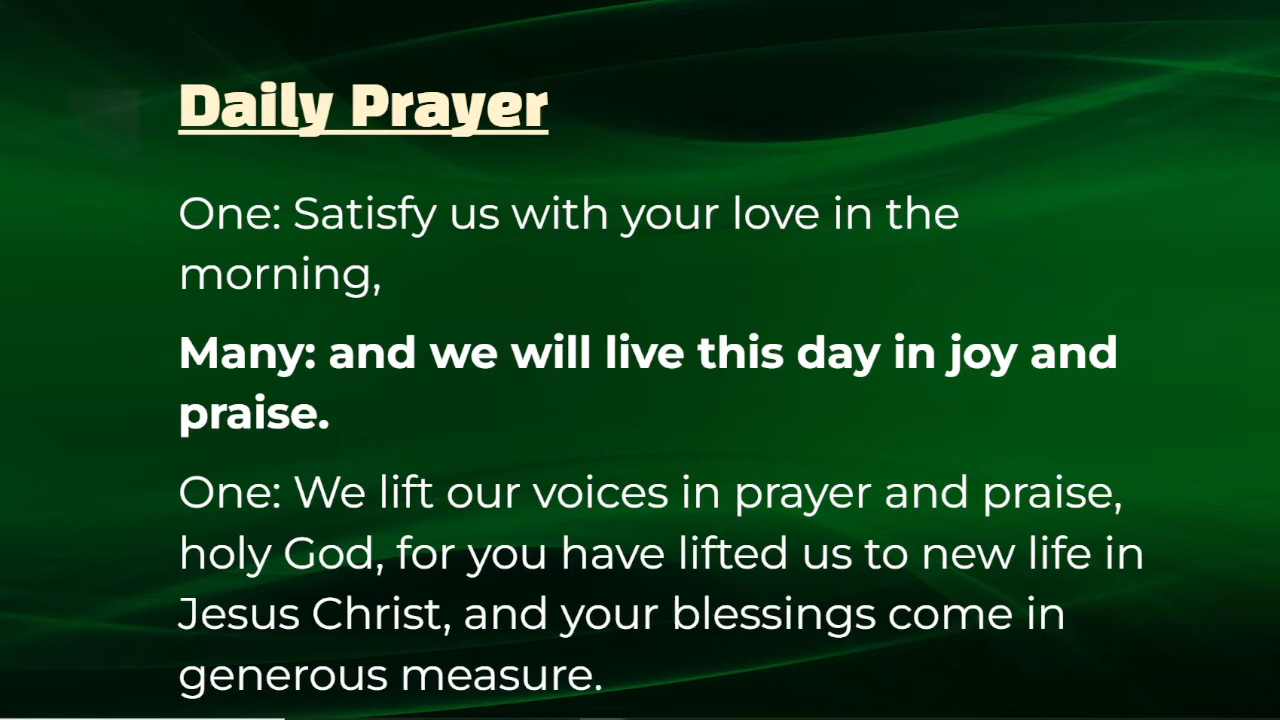 Daily Prayer
One: Satisfy us with your love in the
morning,
Many: and we will live this day in joy and
praise.
One: We lift our voices in prayer and praise,
holy God, for you have lifted us to new life in
Jesus Christ, and your blessings come in
generous measure.